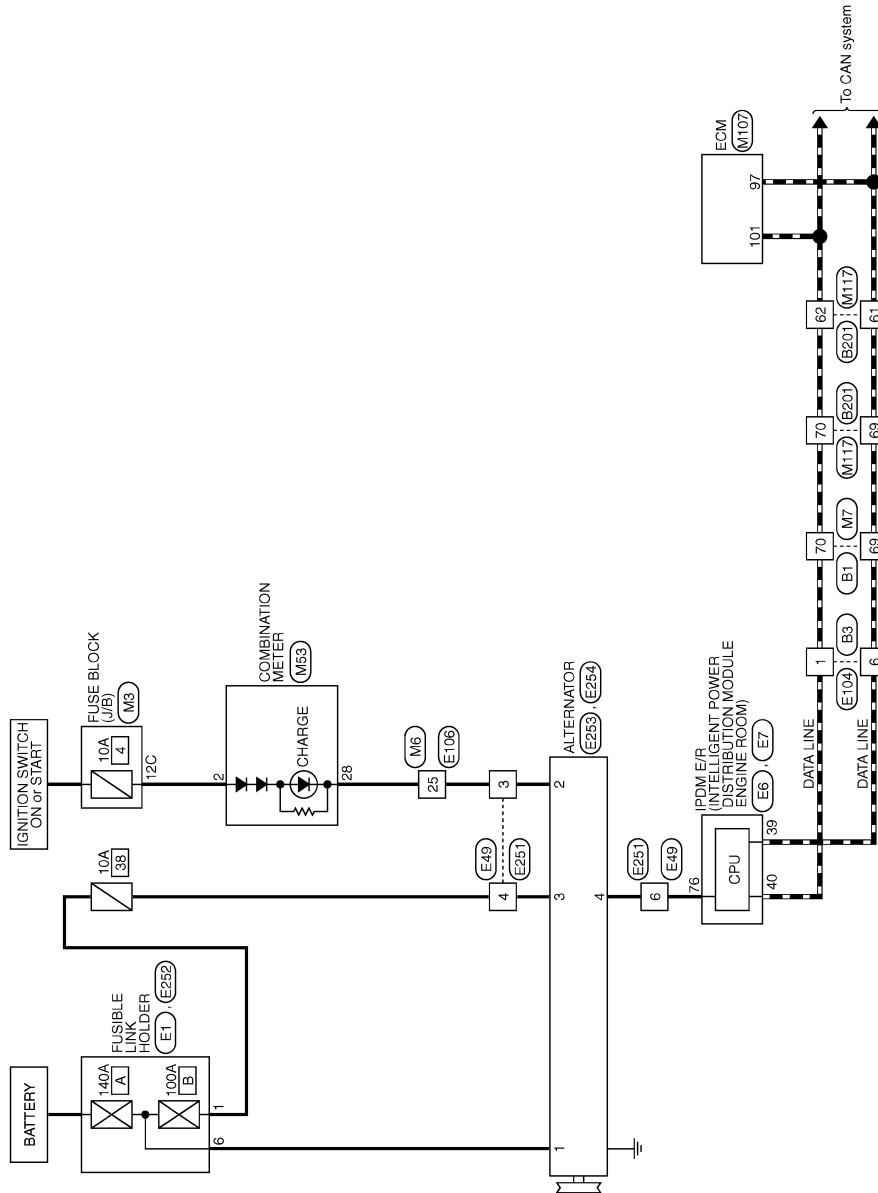 BATTERY
IGNITION SWITCH
ON or START
FUSIBLE
LINK
HOLDER
E1 , E252
140A
A
100A
B
6
1
10A
38
FUSE BLOCK
(J/B)
M3
10A
4
12C
COMBINATION
METER
M53
2
CHARGE
28
25
M6
E106
4
3
E49
E251
1
3
2
4
ALTERNATOR
E253 , E254
6
E251
E49
76
IPDM E/R
(INTELLIGENT POWER
DISTRIBUTION MODULE
ENGINE ROOM)
E6 , E7
CPU
40
39
DATA LINE
DATA LINE
1
6
E104
B3
70
69
B1
M7
70
69
M117
B201
62
61
B201
M117
ECM
M107
101
97
To CAN system